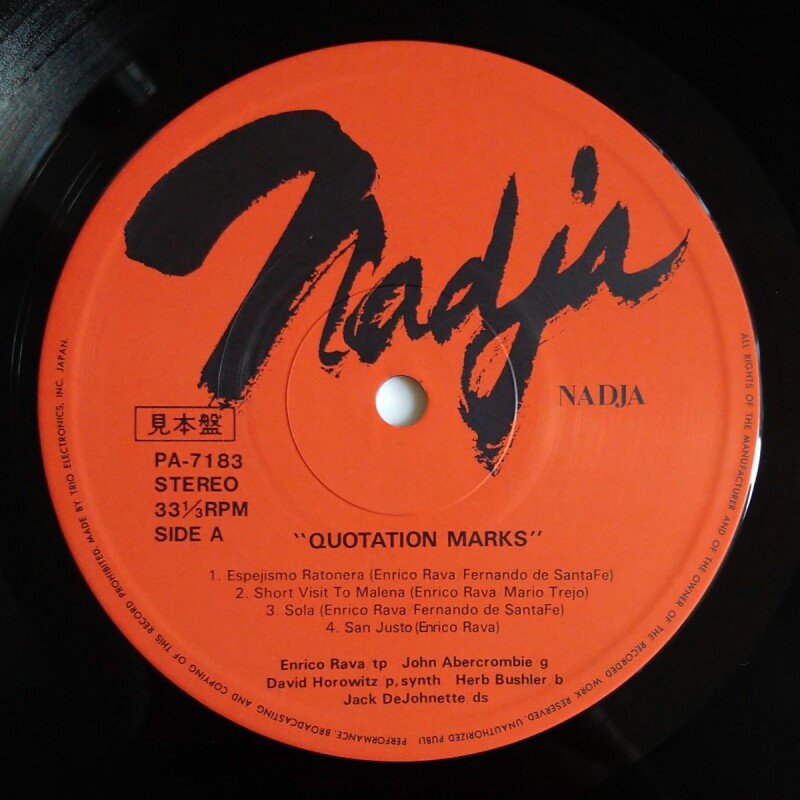 Nadja
NADJA
見本盤
PA-7183
STEREO
33⅓RPM
SIDE A
"QUOTATION MARKS"
1. Espejismo Ratonera (Enrico Rava/Fernando de SantaFe)
2. Short Visit To Malena (Enrico Rava/Mario Trejo)
3. Sola (Enrico Rava/Fernando de SantaFe)
4. San Justo (Enrico Rava)
Enrico Rava/tp John Abercrombie/g
David Horowitz/p, synth Herb Bushler/b
Jack DeJohnette/ds
ALL RIGHTS OF THE MANUFACTURER AND OF THE OWNER OF THE RECORDED WORK RESERVED. UNAUTHORIZED PUBLI PERFORMANCE. BROADCASTING AND COPYING OF THIS RECORD PROHIBITED. MADE BY TRIO ELECTRONICS, INC. JAPAN.